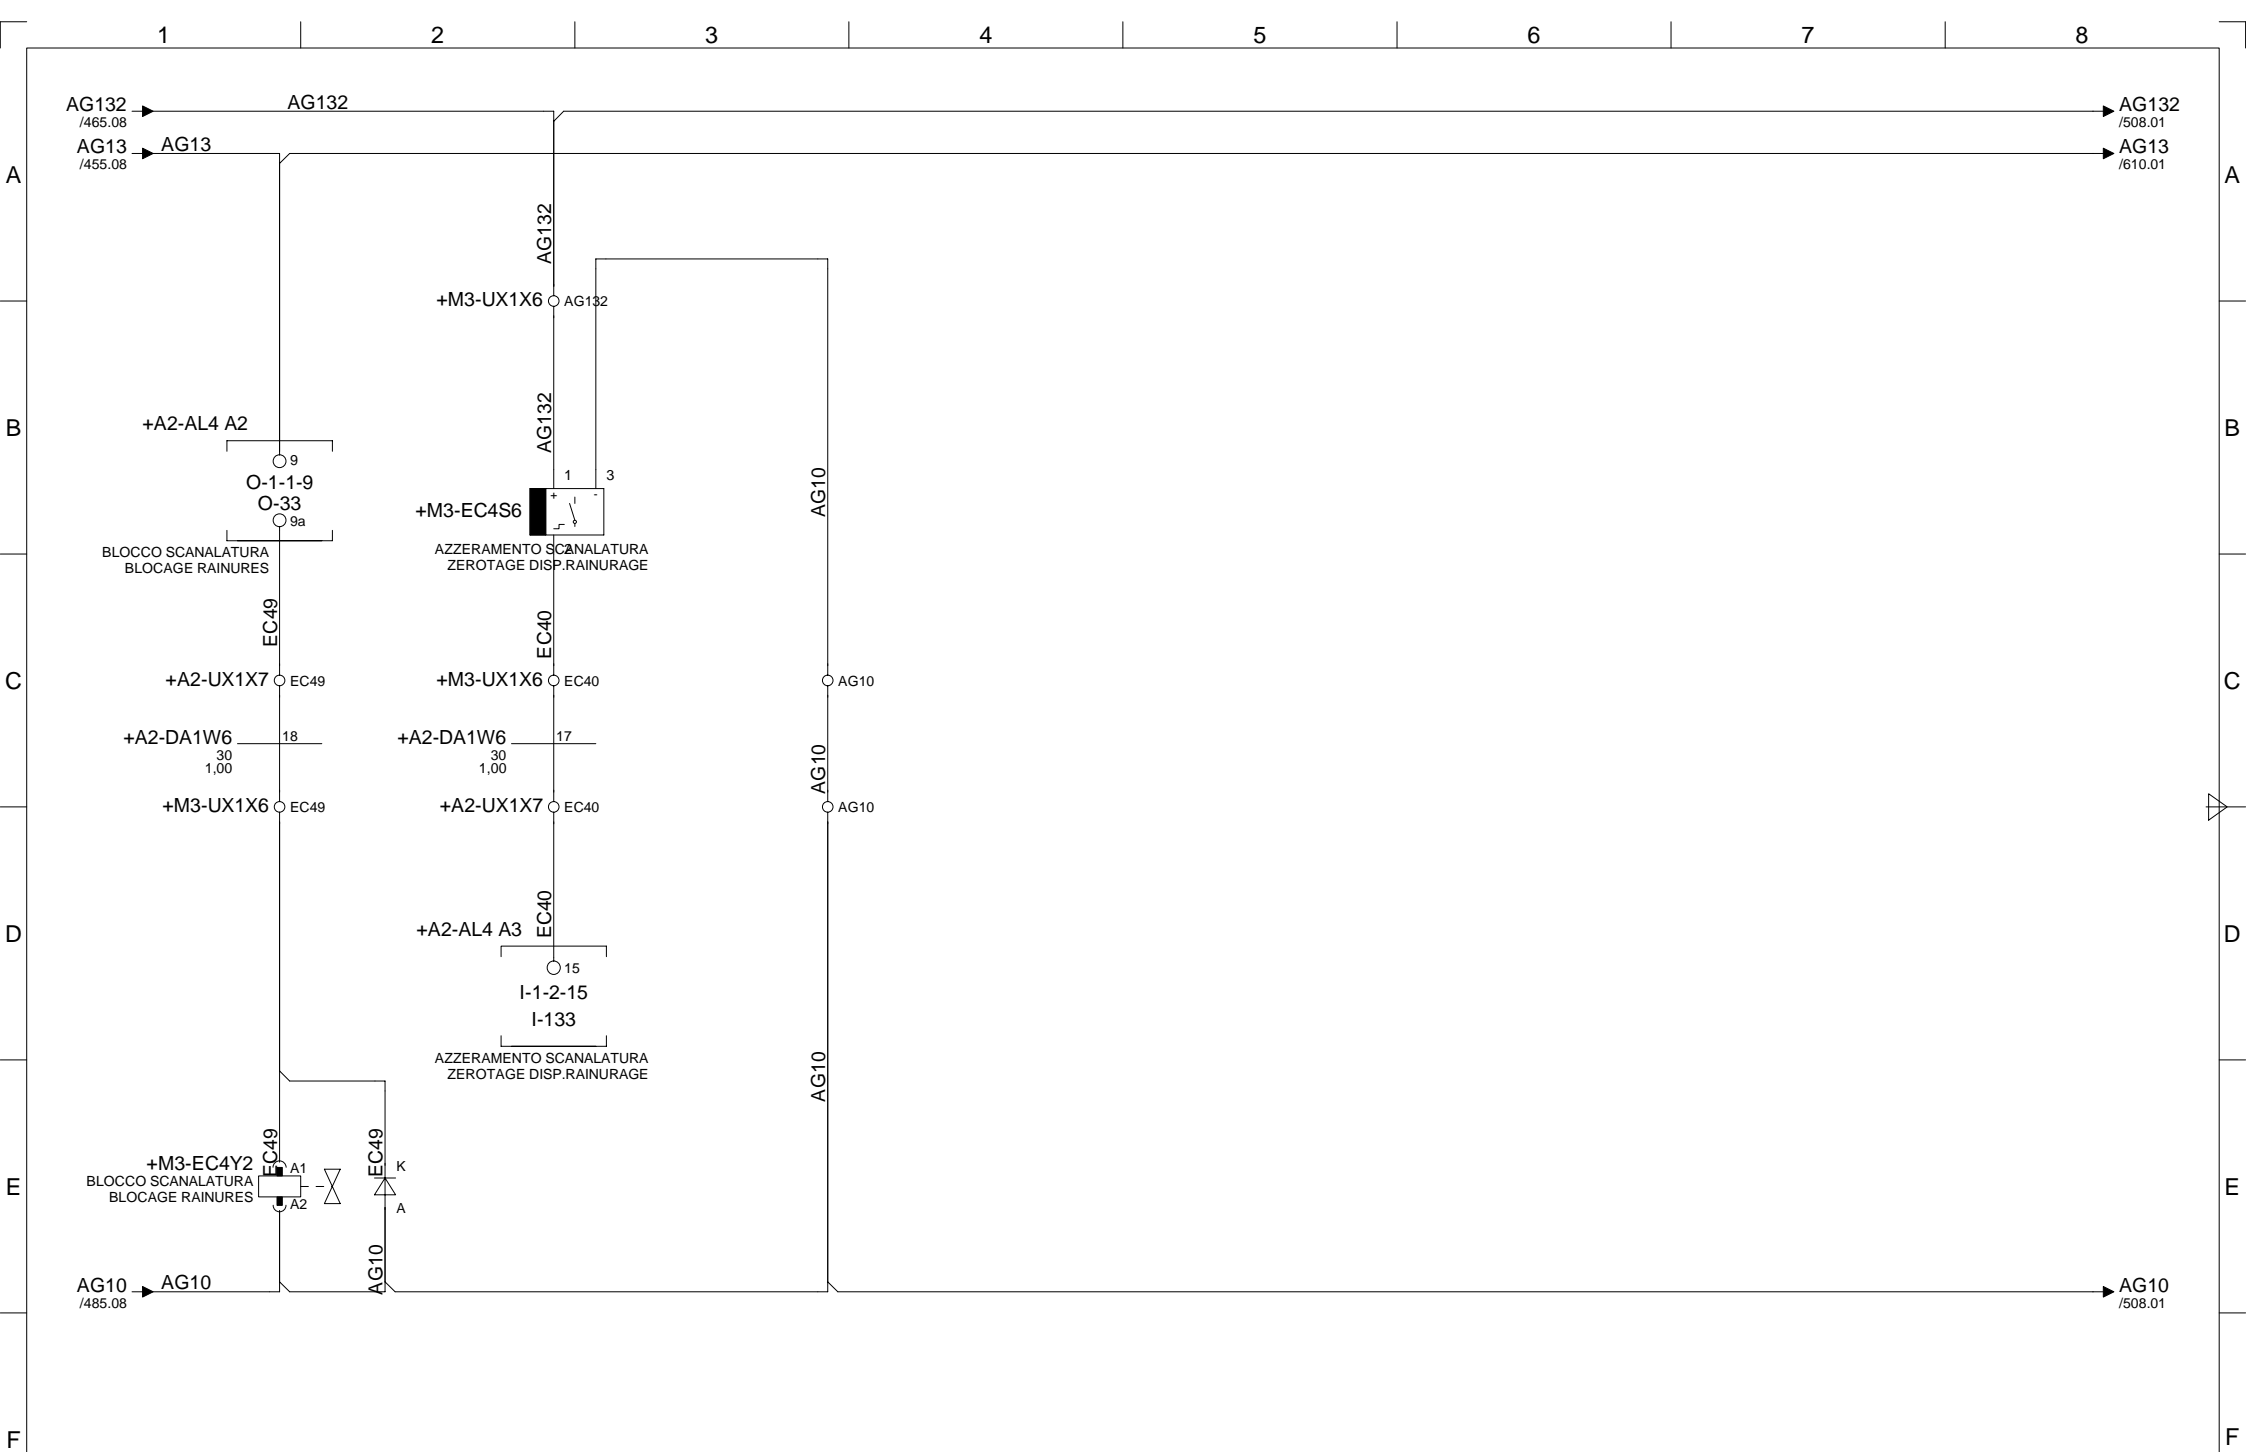 1 2 3 4 5 6 7 8
AG132 AG132 AG132
/465.08 /508.01
AG13 AG13 AG13
/455.08 /610.01
A A
AG132
+M3-UX1X6 AG132
AG132
+A2-AL4 A2
B B
9
O-1-1-9
O-33
9a
BLOCCO SCANALATURA
BLOCAGE RAINURES
1 3
+ -
+M3-EC4S6
2
AZZERAMENTO SCANALATURA
ZEROTAGE DISP.RAINURAGE
AG10
EC49 EC40
C C
+A2-UX1X7 EC49 +M3-UX1X6 EC40 AG10
+A2-DA1W6 18 +A2-DA1W6 17
30 30
1,00 1,00
AG10
+M3-UX1X6 EC49 +A2-UX1X7 EC40 AG10
EC40
+A2-AL4 A3
D D
15
I-1-2-15
I-133
AZZERAMENTO SCANALATURA
ZEROTAGE DISP.RAINURAGE
AG10
EC49 EC49
+M3-EC4Y2 A1 K
BLOCCO SCANALATURA
BLOCAGE RAINURES
A2 A
E E
AG10
AG10 AG10 AG10
/485.08 /508.01
F F